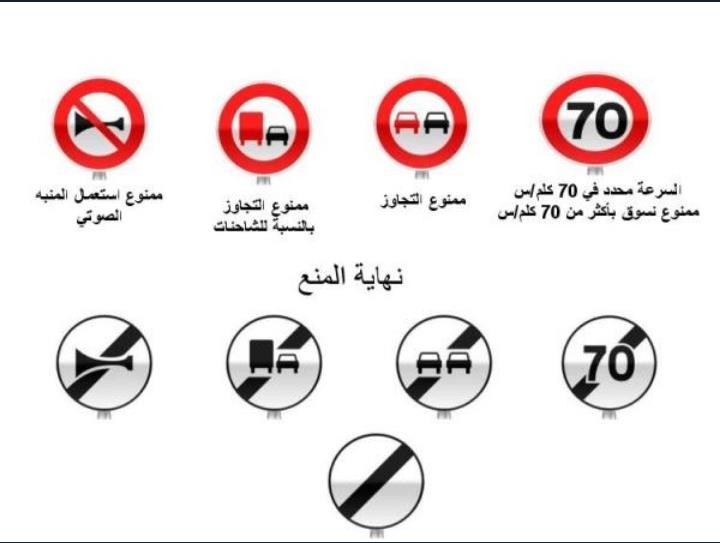 70
السرعة محدد في 70 كلم/س
ممنوع نسوق بأكثر من 70 كلم/س
ممنوع التجاوز
ممنوع التجاوز
بالنسبة للشاحنات
ممنوع استعمال المنبه
الصوتي
نهاية المنع
70